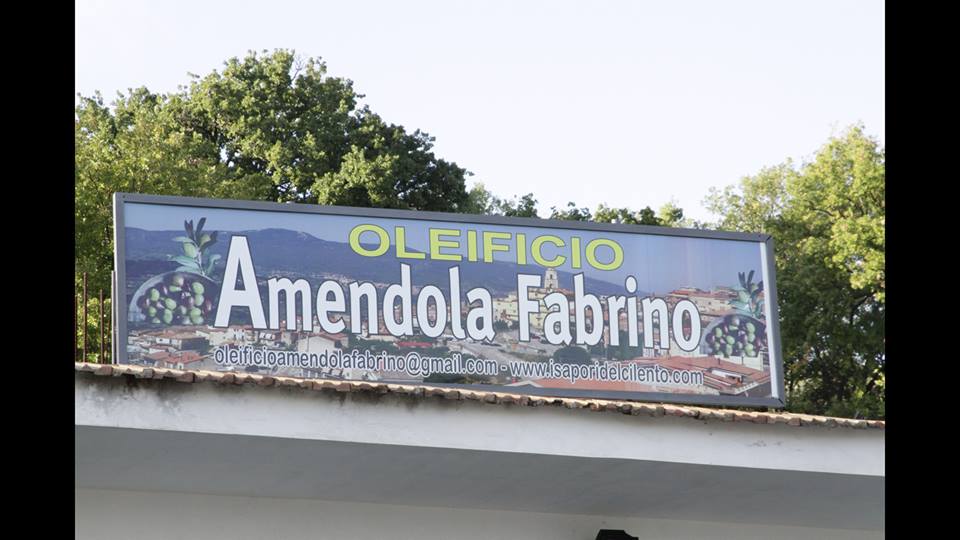 OLEIFICIO
Amendola Fabrino
oleificioamendolafabrino@gmail.com - www.isaporidelcilento.com